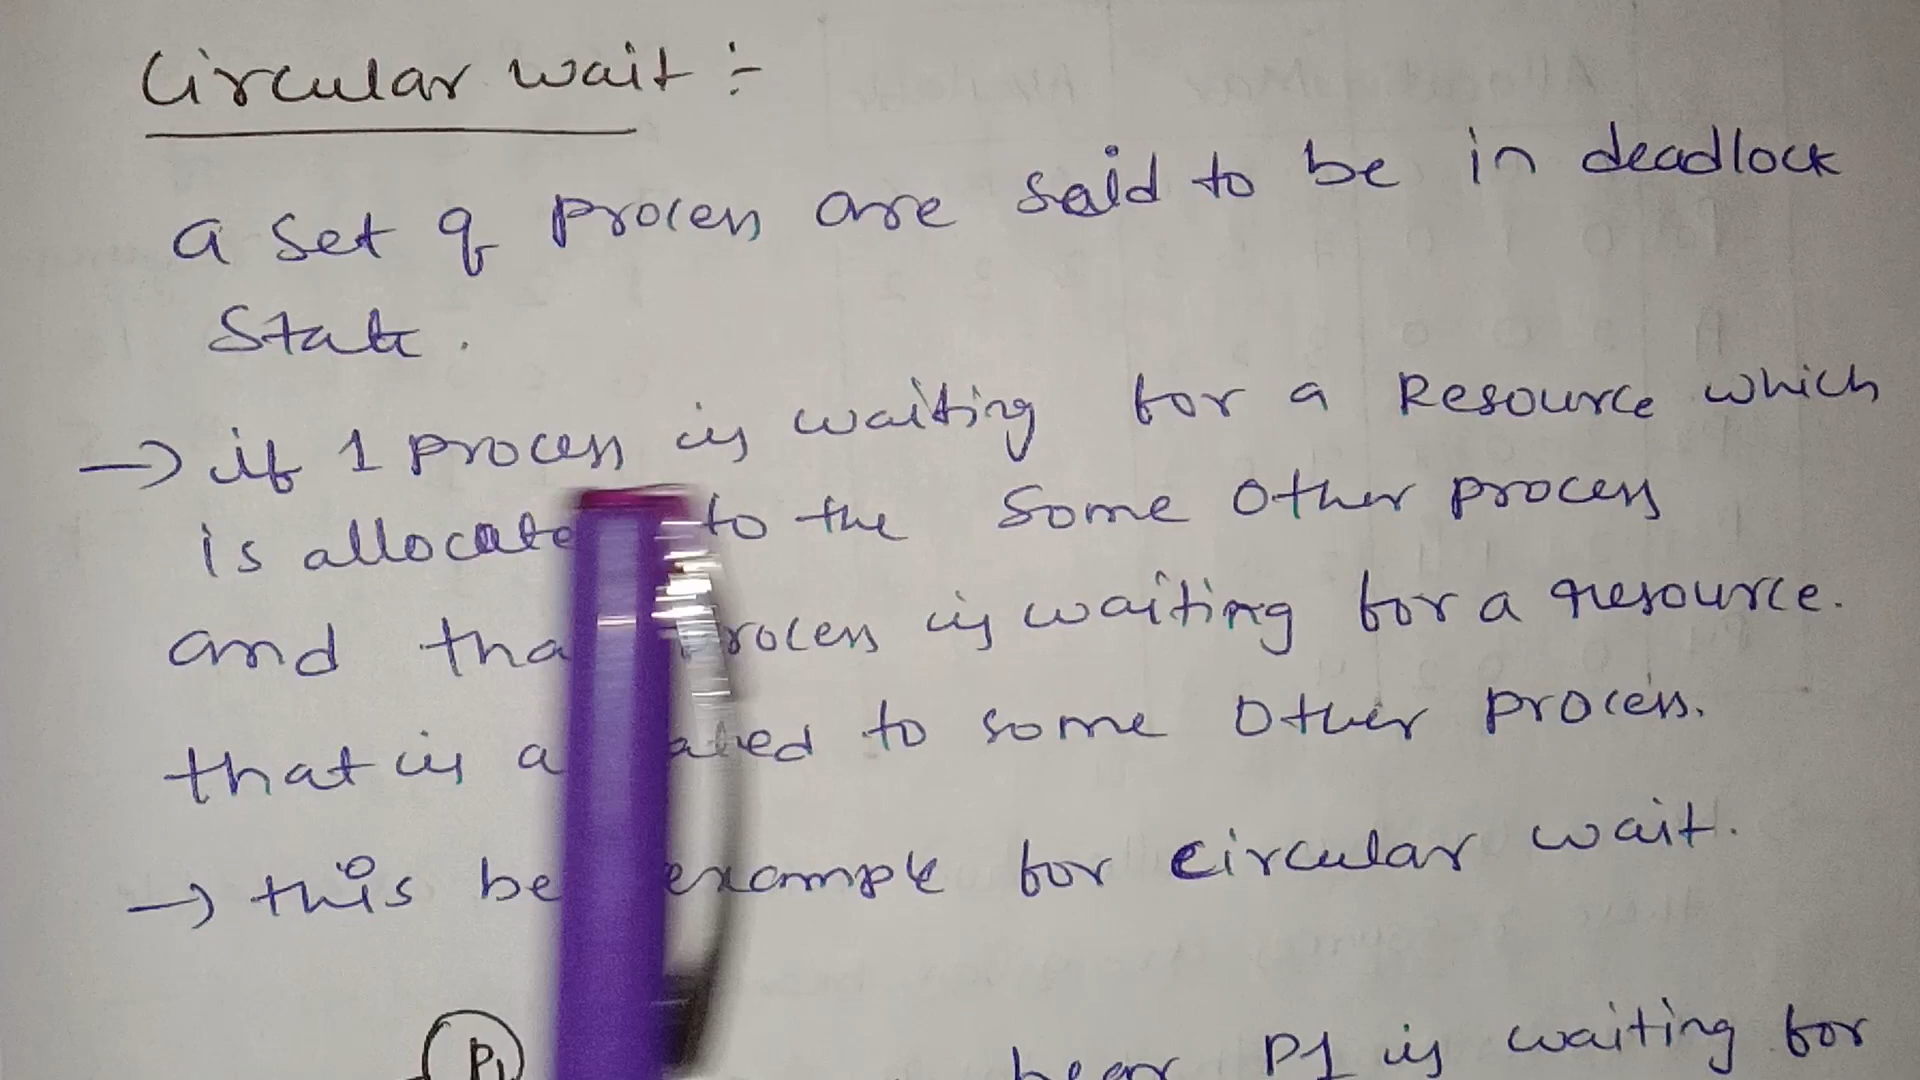 Circular wait :-
a set of process are said to be in deadlock
state.
→ if 1 process is waiting for a Resource which
is allocate to the some other process
and tha rocess is waiting for a resource.
that is a ated to some other process.
→ this be example for circular wait.
P1 hear P1 is waiting for